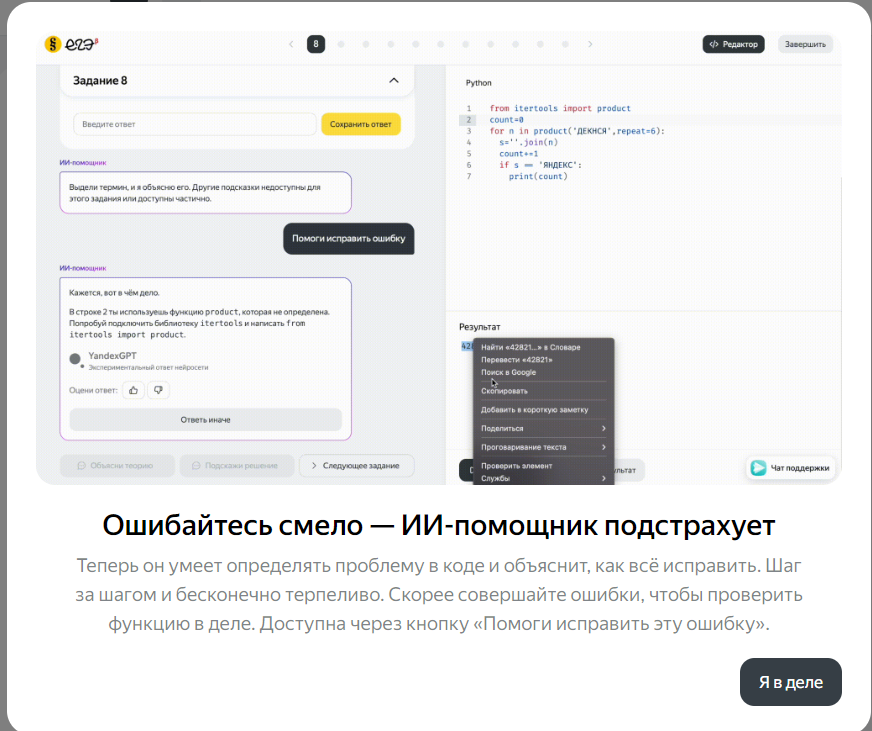 § егэ
8
Редактор
Завершить
Задание 8
Введите ответ
Сохранить ответ
ИИ-помощник
Выдели термин, и я объясню его. Другие подсказки недоступны для
этого задания или доступны частично.
Помоги исправить ошибку
ИИ-помощник
Кажется, вот в чём дело.
В строке 2 ты используешь функцию product, которая не определена.
Попробуй подключить библиотеку itertools и написать from
itertools import product.
YandexGPT
Экспериментальный ответ нейросети
Оцени ответ:
Ответь иначе
Объясни теорию
Подскажи решение
Следующее задание
Python
1 from itertools import product
2 count=0
3 for n in product('ДЕКНСЯ',repeat=6):
4 s=''.join(n)
5 count+=1
6 if s == 'ЯНДЕКС':
7 print(count)
Результат
428
Найти «42821...» в Словаре
Перевести «42821»
Поиск в Google
Скопировать
Добавить в короткую заметку
Поделиться
Проговаривание текста
Проверить элемент
Службы
ультат
Чат поддержки
Ошибайтесь смело — ИИ-помощник подстрахует
Теперь он умеет определять проблему в коде и объяснит, как всё исправить. Шаг
за шагом и бесконечно терпеливо. Скорее совершайте ошибки, чтобы проверить
функцию в деле. Доступна через кнопку «Помоги исправить эту ошибку».
Я в деле